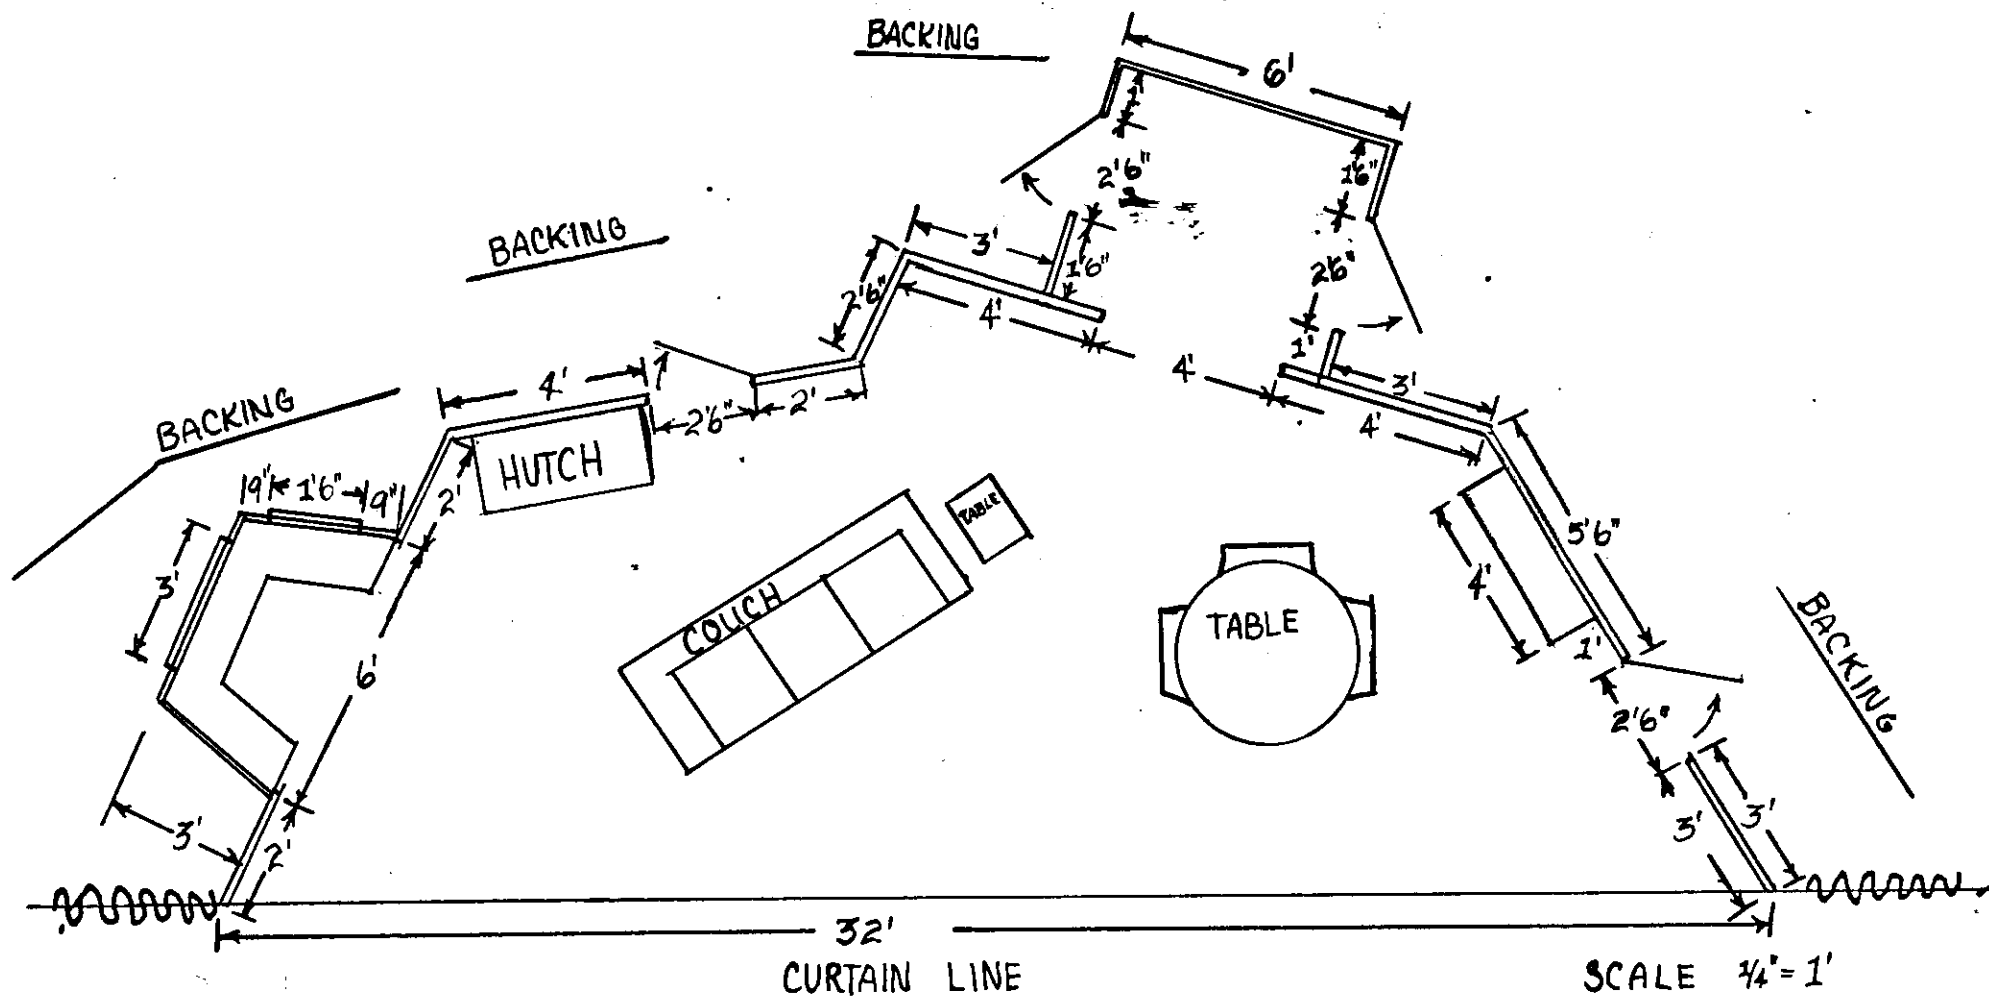 BACKING
6'
1'
2'6"
1'6"
BACKING
3'
1'6"
2'6"
2'6"
4'
1'
4'
4'
3'
2'6"
2'
4'
BACKING
HUTCH
2'
9" 1'6" 9"
TABLE
5'6"
3'
4'
COUCH
TABLE
BACKING
1'
6'
2'6"
3'
2'
3'
3'
32'
CURTAIN LINE
SCALE 1/4"=1'